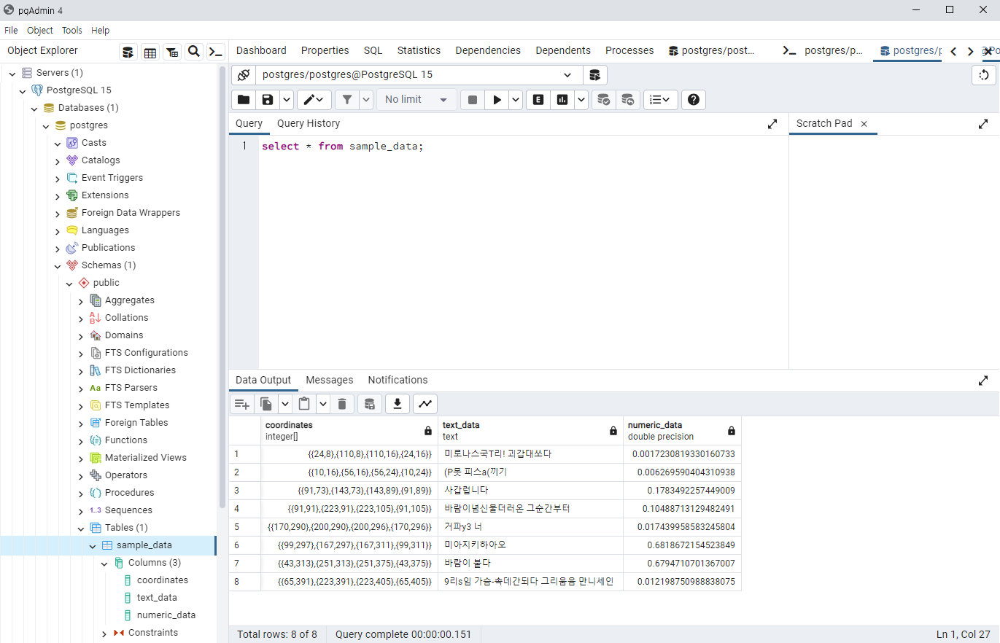 pgAdmin 4
File Object Tools Help
Object Explorer
Dashboard Properties SQL Statistics Dependencies Dependents Processes postgres/post... postgres/p... postgres/p
Servers (1)
PostgreSQL 15
Databases (1)
postgres
Casts
Catalogs
Event Triggers
Extensions
Foreign Data Wrappers
Languages
Publications
Schemas (1)
public
Aggregates
Collations
Domains
FTS Configurations
FTS Dictionaries
Aa FTS Parsers
FTS Templates
Foreign Tables
Functions
Materialized Views
Operators
Procedures
1..3 Sequences
Tables (1)
sample_data
Columns (3)
coordinates
text_data
numeric_data
Constraints
postgres/postgres@PostgreSQL 15
No limit
E
Query Query History
Scratch Pad
1 select * from sample_data;
Data Output Messages Notifications
coordinates text_data numeric_data
integer[] text double precision
1 {{24,8},{110,8},{110,16},{24,16}} 미로나스국T리! 괴갑대쏘다 0.0017230819330160733
2 {{10,16},{56,16},{56,24},{10,24}} (P못 피스a(끼기 0.006269590404310938
3 {{91,73},{143,73},{143,89},{91,89}} 사갑럽니다 0.1783492257449009
4 {{91,91},{223,91},{223,105},{91,105}} 바람이념신물더러온 그순간부터 0.10488713129482491
5 {{170,290},{200,290},{200,296},{170,296}} 거파y3 너 0.017439958583245804
6 {{99,297},{167,297},{167,311},{99,311}} 미아지키하아오 0.6818672154523849
7 {{43,313},{251,313},{251,375},{43,375}} 바람이 불다 0.6794710701367007
8 {{65,391},{223,391},{223,405},{65,405}} 9리s임 가슴-속데간되다 그리움음 만니세인 0.012198750988838075
Total rows: 8 of 8 Query complete 00:00:00.151
Ln 1, Col 27